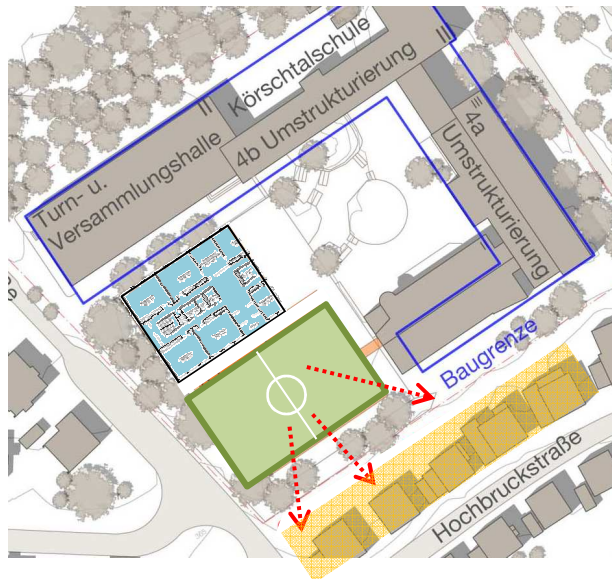 Körschtalschule
II
II
4b Umstrukturierung
Turn- u.
Versammlungshalle
III
4a
Umstrukturierung
Baugrenze
Hochbruckstraße